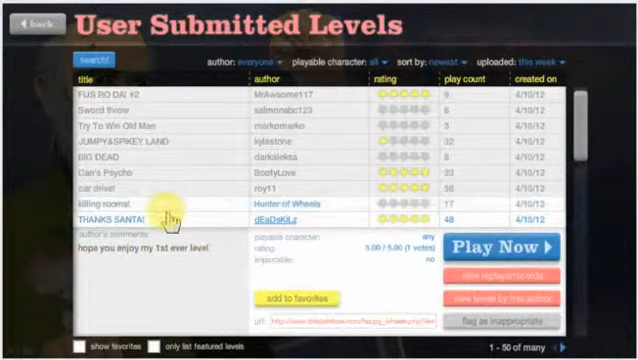 back
User Submitted Levels
search!
author: everyone playable character: all sort by: newest uploaded: this week
title author rating play count created on
FUS RO DA! #2 MrAwsome117 9 4/10/12
Sword throw salmonabc123 6 4/10/12
Try To Win Old Man markomarko 3 4/10/12
JUMPY&SPIKEY LAND kylestone 32 4/10/12
BIG DEAD darkaleksa 8 4/10/12
Can's Psycho BootyLove 23 4/10/12
car drive! roy11 56 4/10/12
killing rooms! Hunter of Wheels 17 4/10/12
THANKS SANTA! dEaDsKiLz 48 4/10/12
author's comments:
hope you enjoy my 1st ever level
playable character: any
rating: 5.00 / 5.00 (1 votes)
importable: no
Play Now
view replays/records
add to favorites
view levels by this author
url:
flag as inappropriate
show favorites only list featured levels 1 - 50 of many